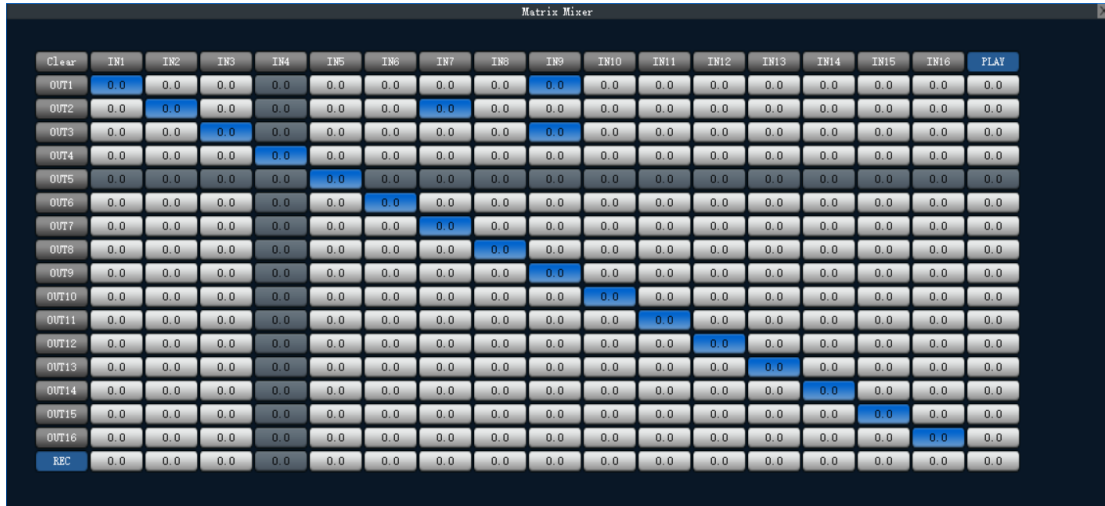 Matrix Mixer
Clear IN1 IN2 IN3 IN4 IN5 IN6 IN7 IN8 IN9 IN10 IN11 IN12 IN13 IN14 IN15 IN16 PLAY
OUT1 0.0 0.0 0.0 0.0 0.0 0.0 0.0 0.0 0.0 0.0 0.0 0.0 0.0 0.0 0.0 0.0 0.0
OUT2 0.0 0.0 0.0 0.0 0.0 0.0 0.0 0.0 0.0 0.0 0.0 0.0 0.0 0.0 0.0 0.0 0.0
OUT3 0.0 0.0 0.0 0.0 0.0 0.0 0.0 0.0 0.0 0.0 0.0 0.0 0.0 0.0 0.0 0.0 0.0
OUT4 0.0 0.0 0.0 0.0 0.0 0.0 0.0 0.0 0.0 0.0 0.0 0.0 0.0 0.0 0.0 0.0 0.0
OUT5 0.0 0.0 0.0 0.0 0.0 0.0 0.0 0.0 0.0 0.0 0.0 0.0 0.0 0.0 0.0 0.0 0.0
OUT6 0.0 0.0 0.0 0.0 0.0 0.0 0.0 0.0 0.0 0.0 0.0 0.0 0.0 0.0 0.0 0.0 0.0
OUT7 0.0 0.0 0.0 0.0 0.0 0.0 0.0 0.0 0.0 0.0 0.0 0.0 0.0 0.0 0.0 0.0 0.0
OUT8 0.0 0.0 0.0 0.0 0.0 0.0 0.0 0.0 0.0 0.0 0.0 0.0 0.0 0.0 0.0 0.0 0.0
OUT9 0.0 0.0 0.0 0.0 0.0 0.0 0.0 0.0 0.0 0.0 0.0 0.0 0.0 0.0 0.0 0.0 0.0
OUT10 0.0 0.0 0.0 0.0 0.0 0.0 0.0 0.0 0.0 0.0 0.0 0.0 0.0 0.0 0.0 0.0 0.0
OUT11 0.0 0.0 0.0 0.0 0.0 0.0 0.0 0.0 0.0 0.0 0.0 0.0 0.0 0.0 0.0 0.0 0.0
OUT12 0.0 0.0 0.0 0.0 0.0 0.0 0.0 0.0 0.0 0.0 0.0 0.0 0.0 0.0 0.0 0.0 0.0
OUT13 0.0 0.0 0.0 0.0 0.0 0.0 0.0 0.0 0.0 0.0 0.0 0.0 0.0 0.0 0.0 0.0 0.0
OUT14 0.0 0.0 0.0 0.0 0.0 0.0 0.0 0.0 0.0 0.0 0.0 0.0 0.0 0.0 0.0 0.0 0.0
OUT15 0.0 0.0 0.0 0.0 0.0 0.0 0.0 0.0 0.0 0.0 0.0 0.0 0.0 0.0 0.0 0.0 0.0
OUT16 0.0 0.0 0.0 0.0 0.0 0.0 0.0 0.0 0.0 0.0 0.0 0.0 0.0 0.0 0.0 0.0 0.0
REC 0.0 0.0 0.0 0.0 0.0 0.0 0.0 0.0 0.0 0.0 0.0 0.0 0.0 0.0 0.0 0.0 0.0